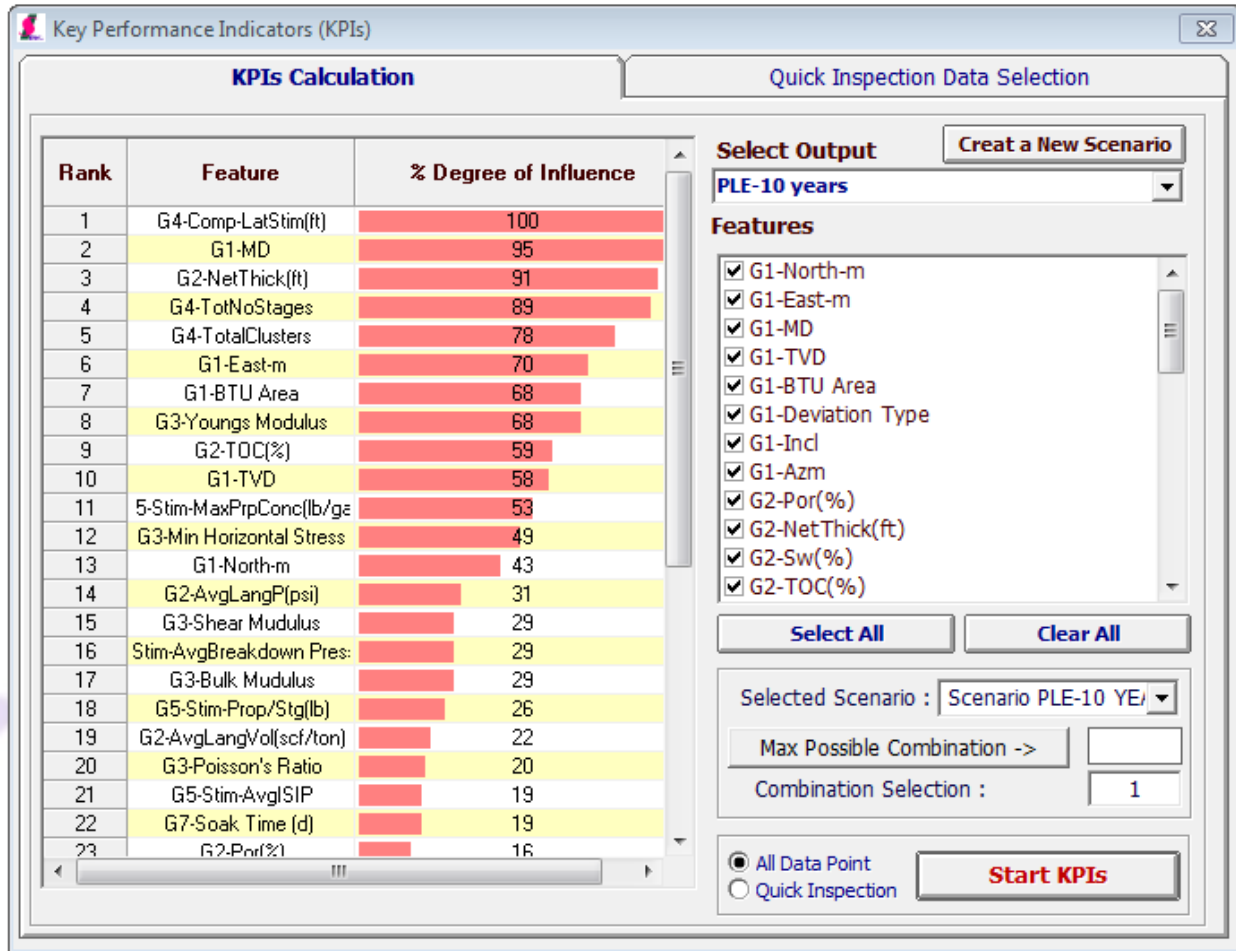 Key Performance Indicators (KPIs)
KPIs Calculation
Quick Inspection Data Selection
Rank Feature % Degree of Influence
1 G4-Comp-LatStim(ft) 100
2 G1-MD 95
3 G2-NetThick(ft) 91
4 G4-TotNoStages 89
5 G4-TotalClusters 78
6 G1-East-m 70
7 G1-BTU Area 68
8 G3-Youngs Modulus 68
9 G2-TOC(%) 59
10 G1-TVD 58
11 5-Stim-MaxPrpConc(lb/ga 53
12 G3-Min Horizontal Stress 49
13 G1-North-m 43
14 G2-AvgLangP(psi) 31
15 G3-Shear Mudulus 29
16 Stim-AvgBreakdown Pres: 29
17 G3-Bulk Mudulus 29
18 G5-Stim-Prop/Stg(lb) 26
19 G2-AvgLangVol(scf/ton) 22
20 G3-Poisson's Ratio 20
21 G5-Stim-AvgISIP 19
22 G7-Soak Time (d) 19
23 G2-Por(%) 16
Select Output
Creat a New Scenario
PLE-10 years
Features
G1-North-m
G1-East-m
G1-MD
G1-TVD
G1-BTU Area
G1-Deviation Type
G1-Incl
G1-Azm
G2-Por(%)
G2-NetThick(ft)
G2-Sw(%)
G2-TOC(%)
Select All
Clear All
Selected Scenario : Scenario PLE-10 YE
Max Possible Combination ->
Combination Selection : 1
All Data Point
Quick Inspection
Start KPIs